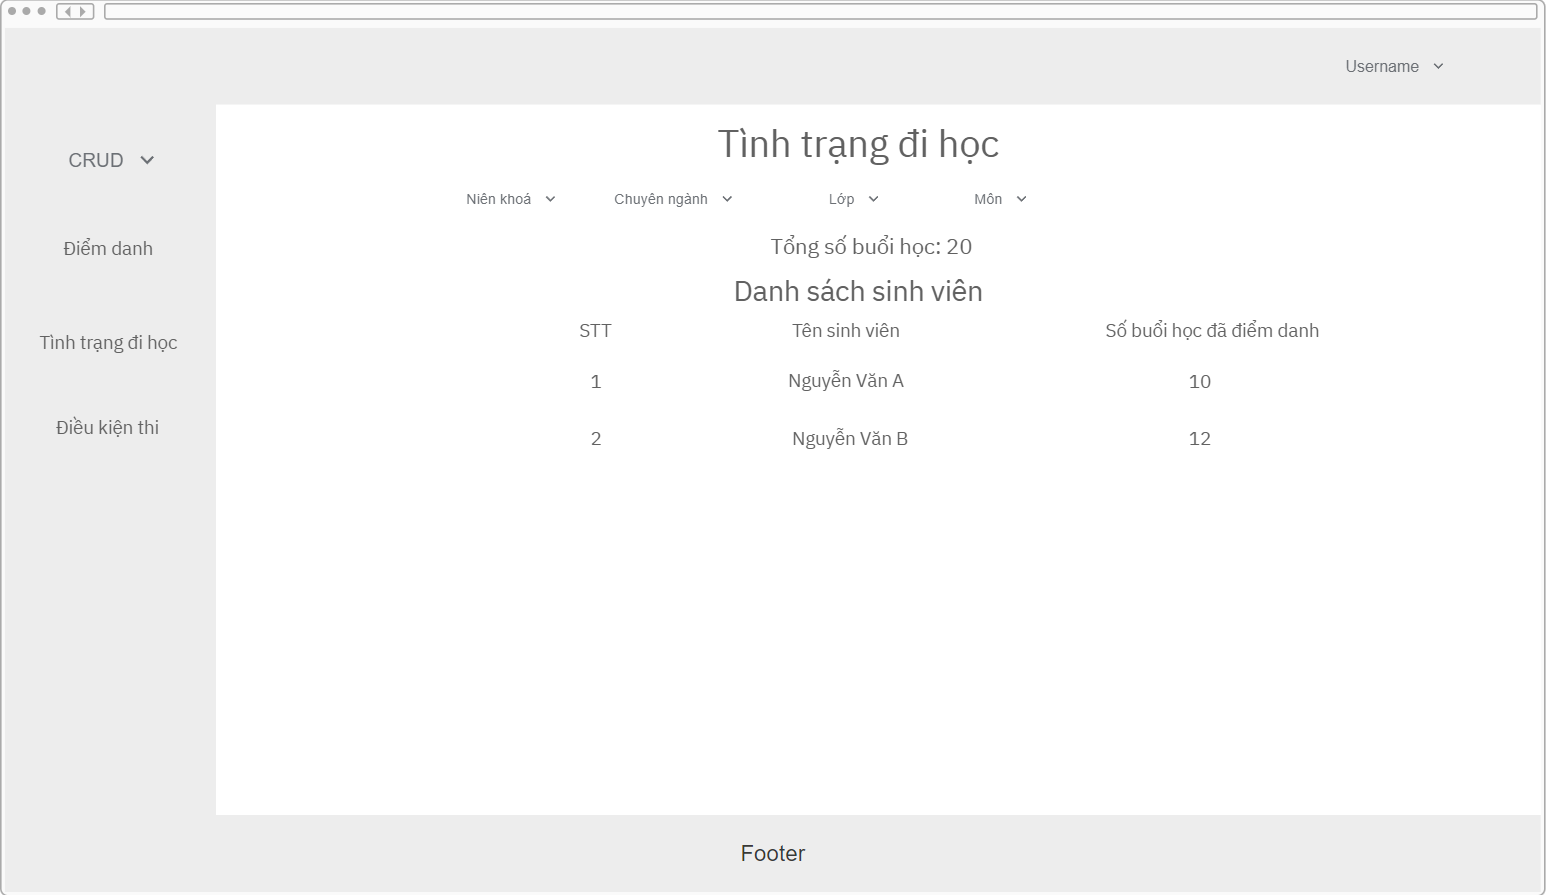 Username
CRUD
Điểm danh
Tình trạng đi học
Điều kiện thi
Tình trạng đi học
Niên khoá Chuyên ngành Lớp Môn
Tổng số buổi học: 20
Danh sách sinh viên
STT Tên sinh viên Số buổi học đã điểm danh
1 Nguyễn Văn A 10
2 Nguyễn Văn B 12
Footer